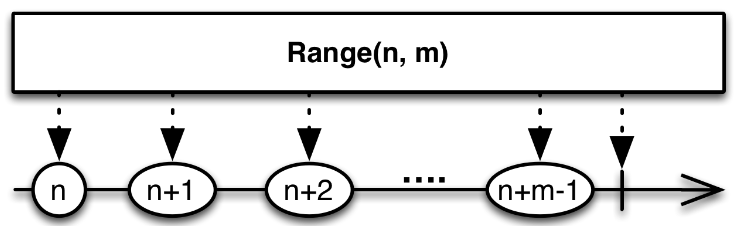 Range(n, m)
n n+1 n+2 .... n+m-1